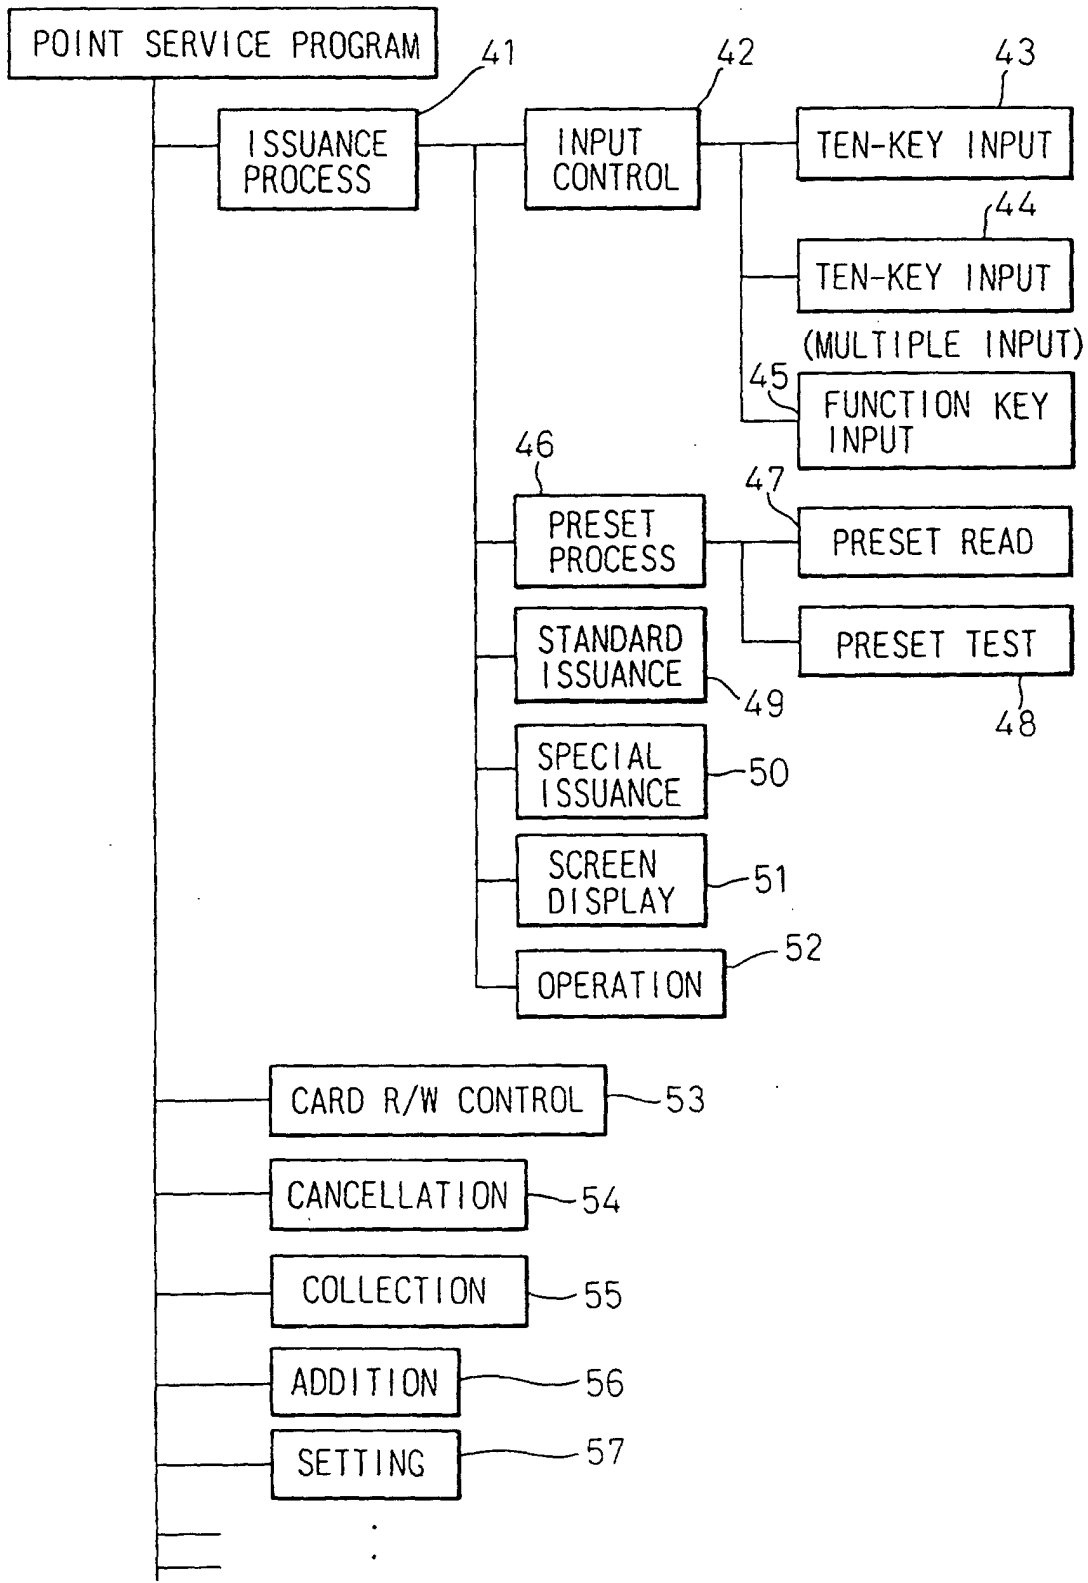 POINT SERVICE PROGRAM
41
42
43
ISSUANCE
PROCESS
INPUT
CONTROL
TEN-KEY INPUT
44
TEN-KEY INPUT
(MULTIPLE INPUT)
45
FUNCTION KEY
INPUT
46
47
PRESET
PROCESS
PRESET READ
STANDARD
ISSUANCE
49
PRESET TEST
48
SPECIAL
ISSUANCE
50
SCREEN
DISPLAY
51
52
OPERATION
CARD R/W CONTROL
53
CANCELLATION
54
COLLECTION
55
ADDITION
56
SETTING
57